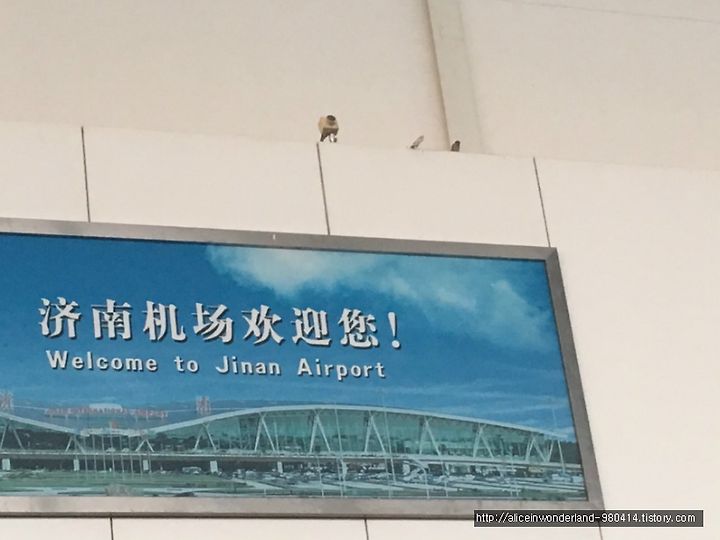 济南机场欢迎您!
Welcome to Jinan Airport
http://aliceinwonderland-980414.tistory.com